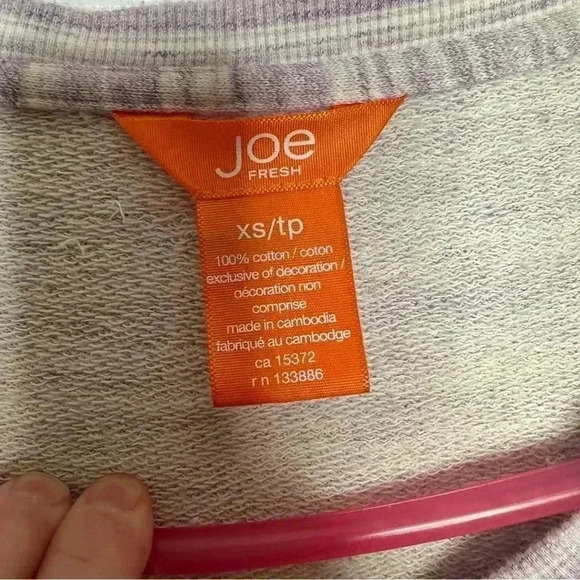 Joe
FRESH
xs/tp
100% cotton / coton
exclusive of decoration /
décoration non
comprise
made in cambodia
fabriqué au cambodge
ca 15372
rn 133886